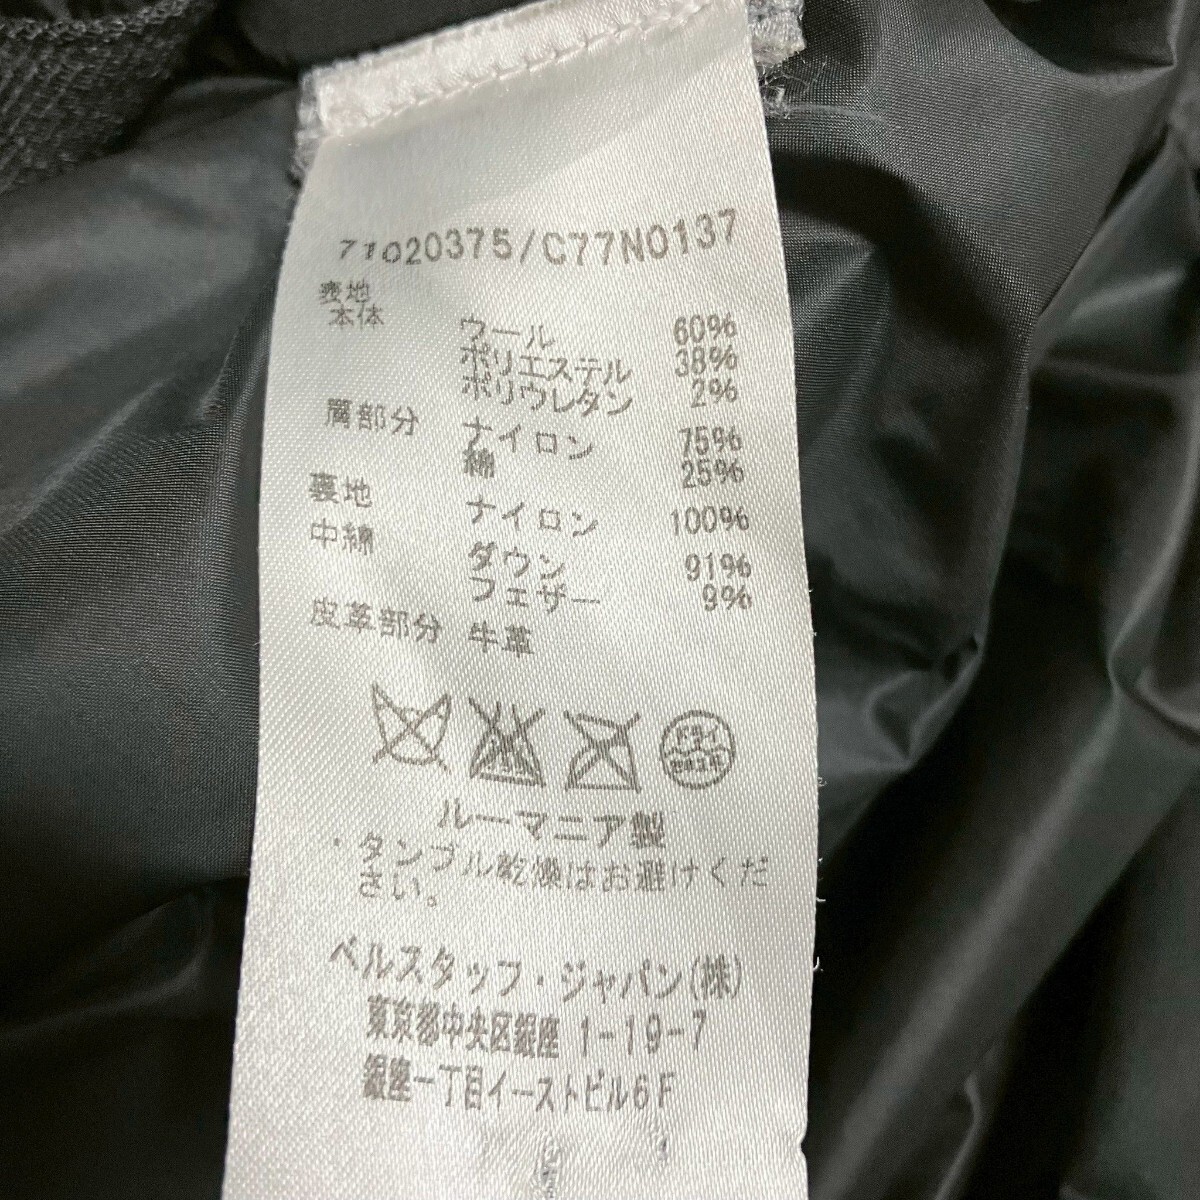 71020375/C77N0137
表地
本体 ウール 60%
ポリエステル 38%
ポリウレタン 2%
肩部分 ナイロン 75%
綿 25%
裏地 ナイロン 100%
中綿 ダウン 91%
フェザー 9%
皮革部分 牛革
ドライ
ルーマニア製
・タンブル乾燥はお避けくだ
さい。
ベルスタッフ・ジャパン(株)
東京都中央区銀座 1-19-7
銀座一丁目イーストビル6F